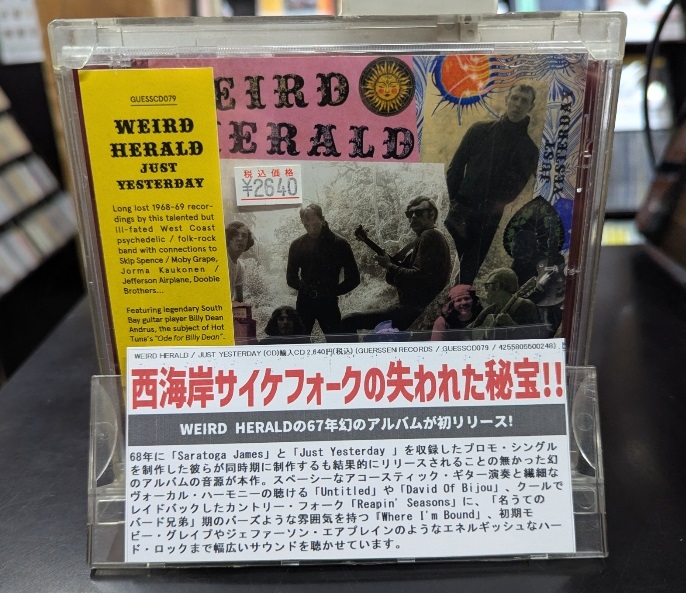 GUESSCD079
WEIRD
HERALD
JUST
YESTERDAY
Long lost 1968-69 recor-
dings by this talented but
ill-fated West Coast
psychedelic / folk-rock
band with connections to
Skip Spence / Moby Grape,
Jorma Kaukonen /
Jefferson Airplane, Dooble
Brothers...
Featuring legendary South
Bay guitar player Billy Dean
Andrus, the subject of Hot
Tune's "Ode for Billy Dean".
EIRD
HERALD
JUST
YESTERDAY
税込価格
¥2640
WEIRD HERALD / JUST YESTERDAY (CD)輸入CD 2,640円(税込) (GUERSSEN RECORDS / GUESSCD079 / 4255805500248)
西海岸サイケフォークの失われた秘宝!!
WEIRD HERALDの67年幻のアルバムが初リリース!
68年に「Saratoga James」と「Just Yesterday 」を収録したプロモ・シングル
を制作した彼らが同時期に制作するも結果的にリリースされることの無かった幻
のアルバムの音源が本作。スペーシーなアコースティック・ギター演奏と繊細な
ヴォーカル・ハーモニーの聴ける「Untitled」や「David Of Bijou」、クールで
レイドバックしたカントリー・フォーク「Reapin' Seasons」に、「名うての
バード兄弟」期のバーズような雰囲気を持つ「Where I'm Bound」、初期モ
ビー・グレイプやジェファーソン・エアプレインのようなエネルギッシュなハー
ド・ロックまで幅広いサウンドを聴かせています。